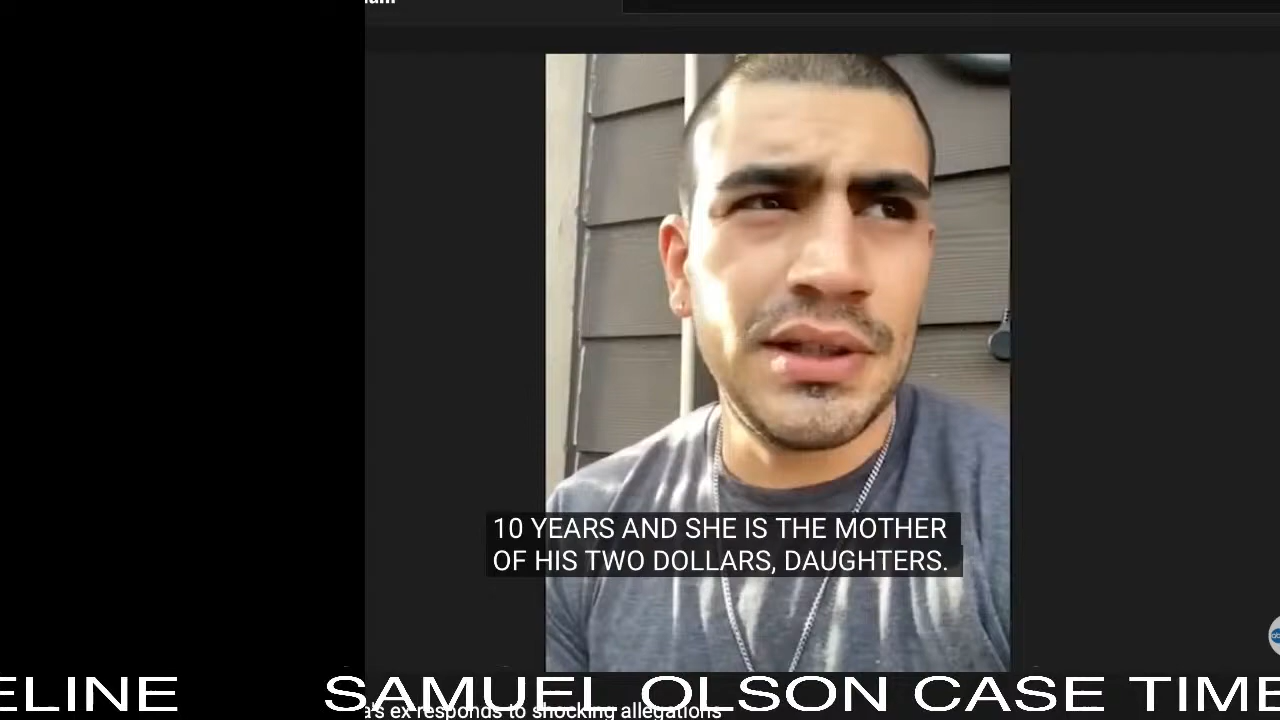 10 YEARS AND SHE IS THE MOTHER
OF HIS TWO DOLLARS, DAUGHTERS.
ELINE SAMUEL OLSON CASE TIME
a's ex responds to shocking allegations